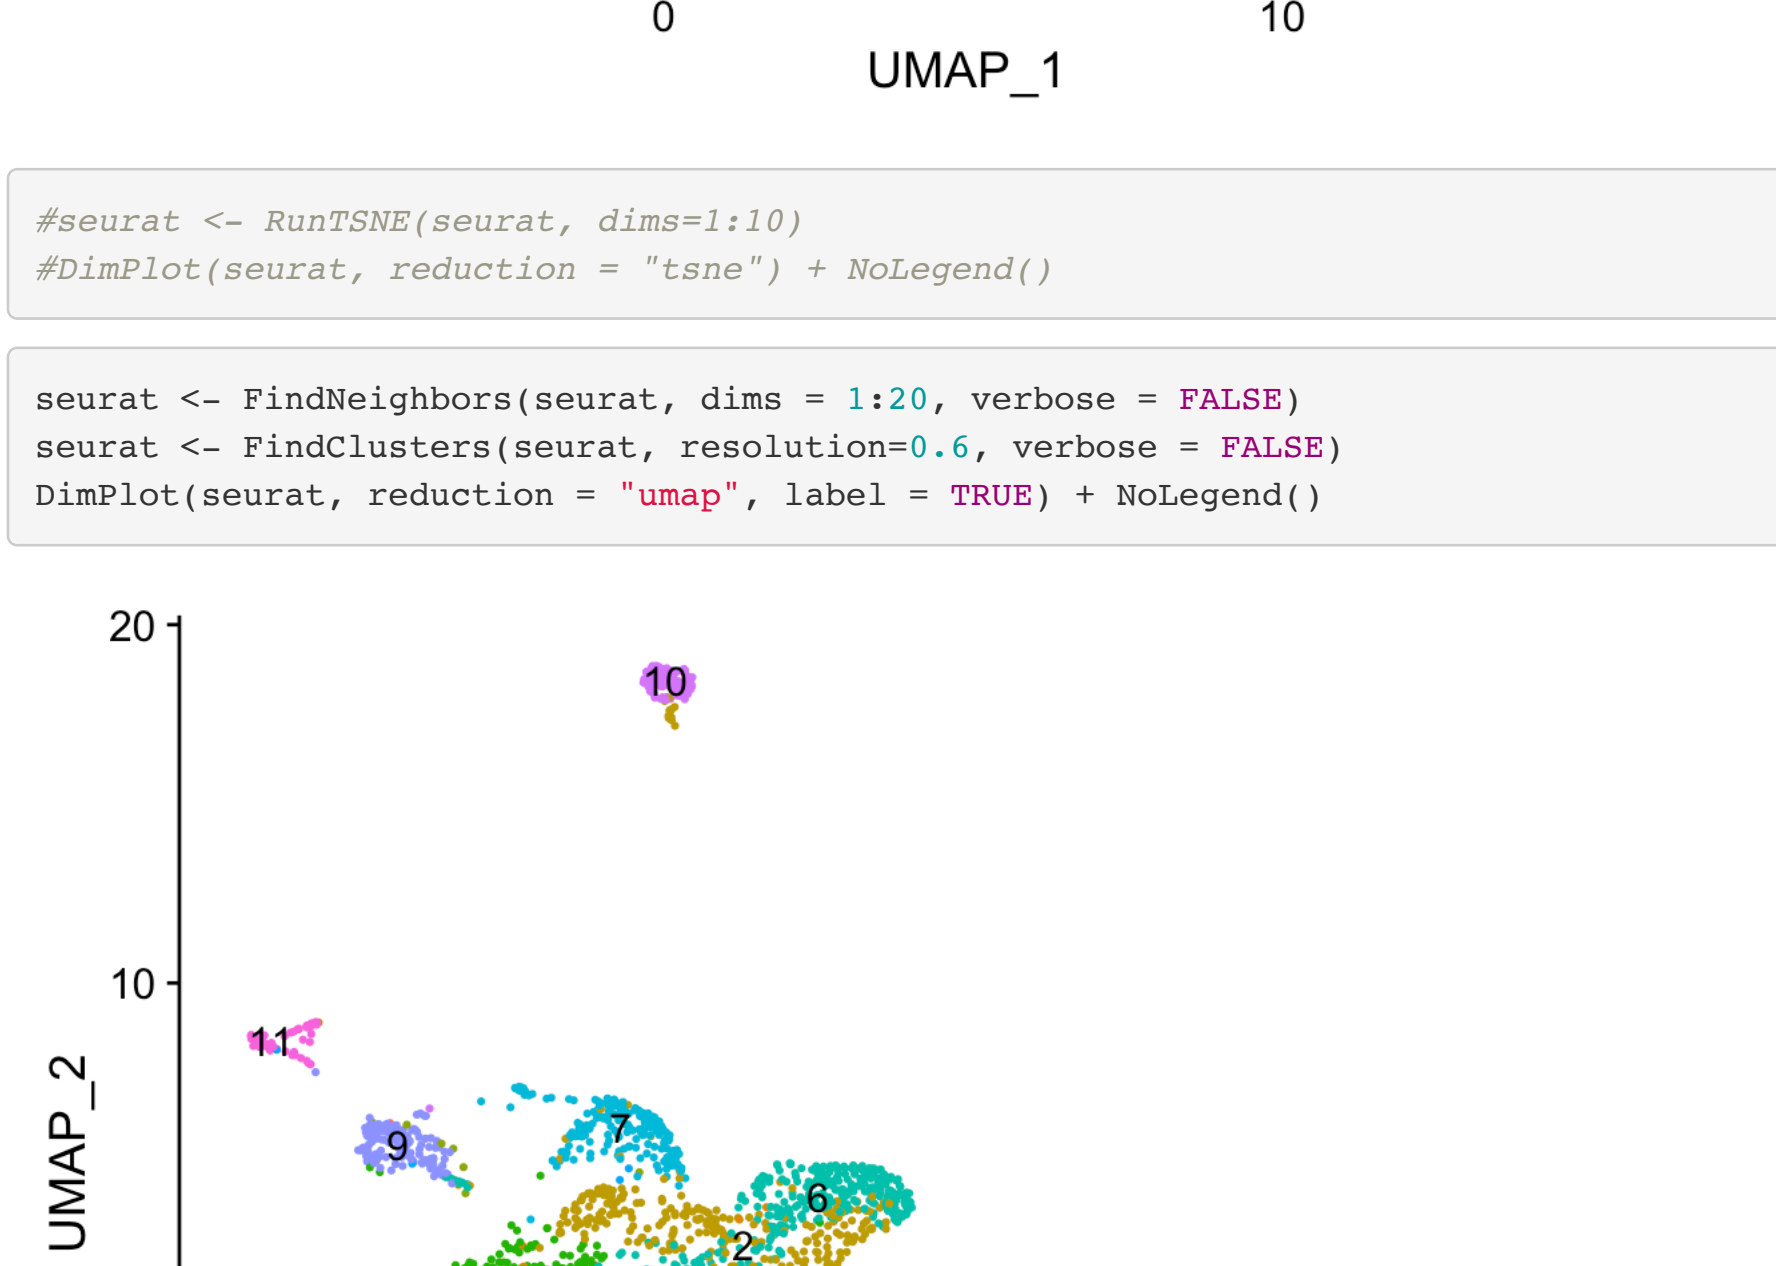 0 10
UMAP_1
#seurat <- RunTSNE(seurat, dims=1:10)
#DimPlot(seurat, reduction = "tsne") + NoLegend()
seurat <- FindNeighbors(seurat, dims = 1:20, verbose = FALSE)
seurat <- FindClusters(seurat, resolution=0.6, verbose = FALSE)
DimPlot(seurat, reduction = "umap", label = TRUE) + NoLegend()
20
10
10
11
UMAP_2
7
9
6
2